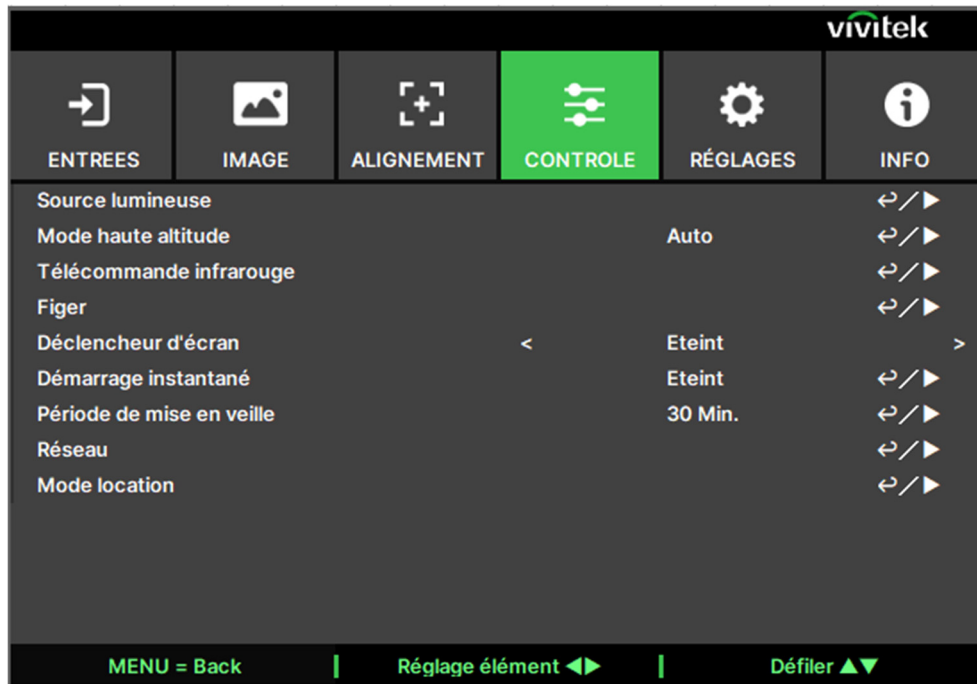 vivitek
ENTREES IMAGE ALIGNEMENT CONTROLE RÉGLAGES INFO
Source lumineuse ↩/▶
Mode haute altitude Auto ↩/▶
Télécommande infrarouge ↩/▶
Figer ↩/▶
Déclencheur d'écran < Eteint >
Démarrage instantané Eteint ↩/▶
Période de mise en veille 30 Min. ↩/▶
Réseau ↩/▶
Mode location ↩/▶
MENU = Back | Réglage élément ◀▶ | Défiler ▲▼